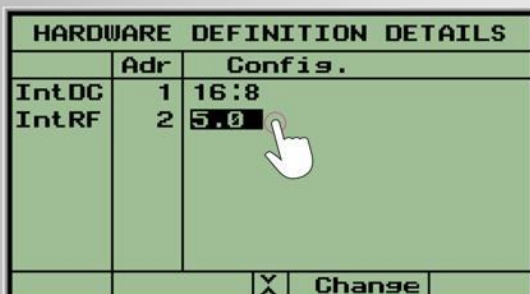 HARDWARE DEFINITION DETAILS
Adr Config.
IntDC 1 16:8
IntRF 2 5.0
X Change